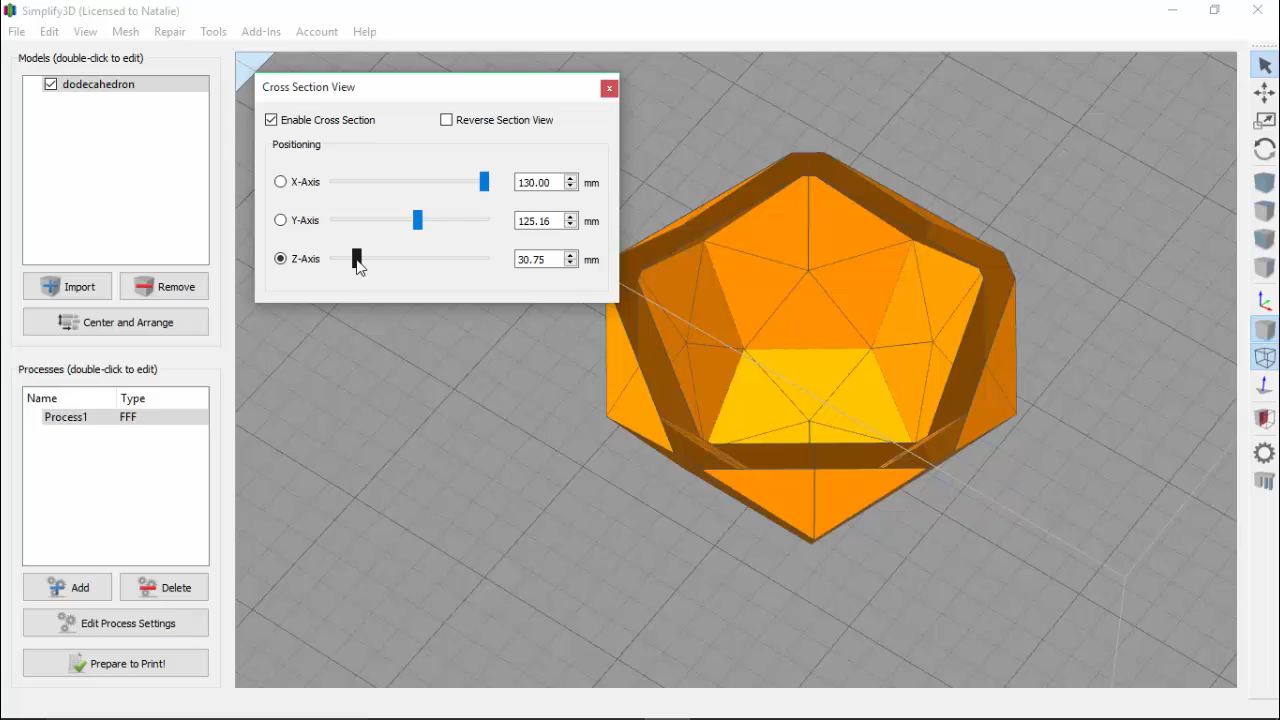 Simplify3D (Licensed to Natalie)
File Edit View Mesh Repair Tools Add-Ins Account Help
Models (double-click to edit)
dodecahedron
Import Remove
Center and Arrange
Processes (double-click to edit)
Name Type
Process1 FFF
Add Delete
Edit Process Settings
Prepare to Print!
Cross Section View
x
Enable Cross Section Reverse Section View
Positioning
X-Axis 130.00 mm
Y-Axis 125.16 mm
Z-Axis 30.75 mm